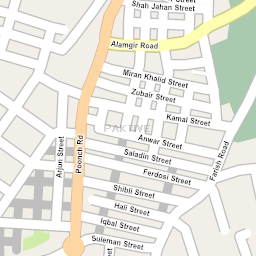 Shah Jahan Street
Alamgir Road
Miran Khalid Street
Zubair Street
Kamal Street
Anwar Street
Saladin Street
Ferdosi Street
Farish Road
Arjun Street
Poonch Rd
Shibli Street
Hali Street
Iqbal Street
Suleman Street